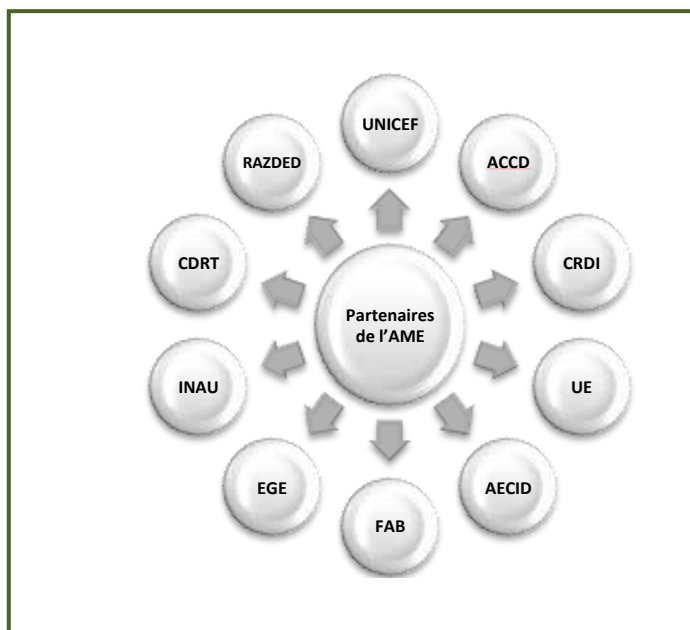 UNICEF
ACCD
CRDI
UE
AECID
FAB
EGE
INAU
CDRT
RAZDED
Partenaires
de l'AME